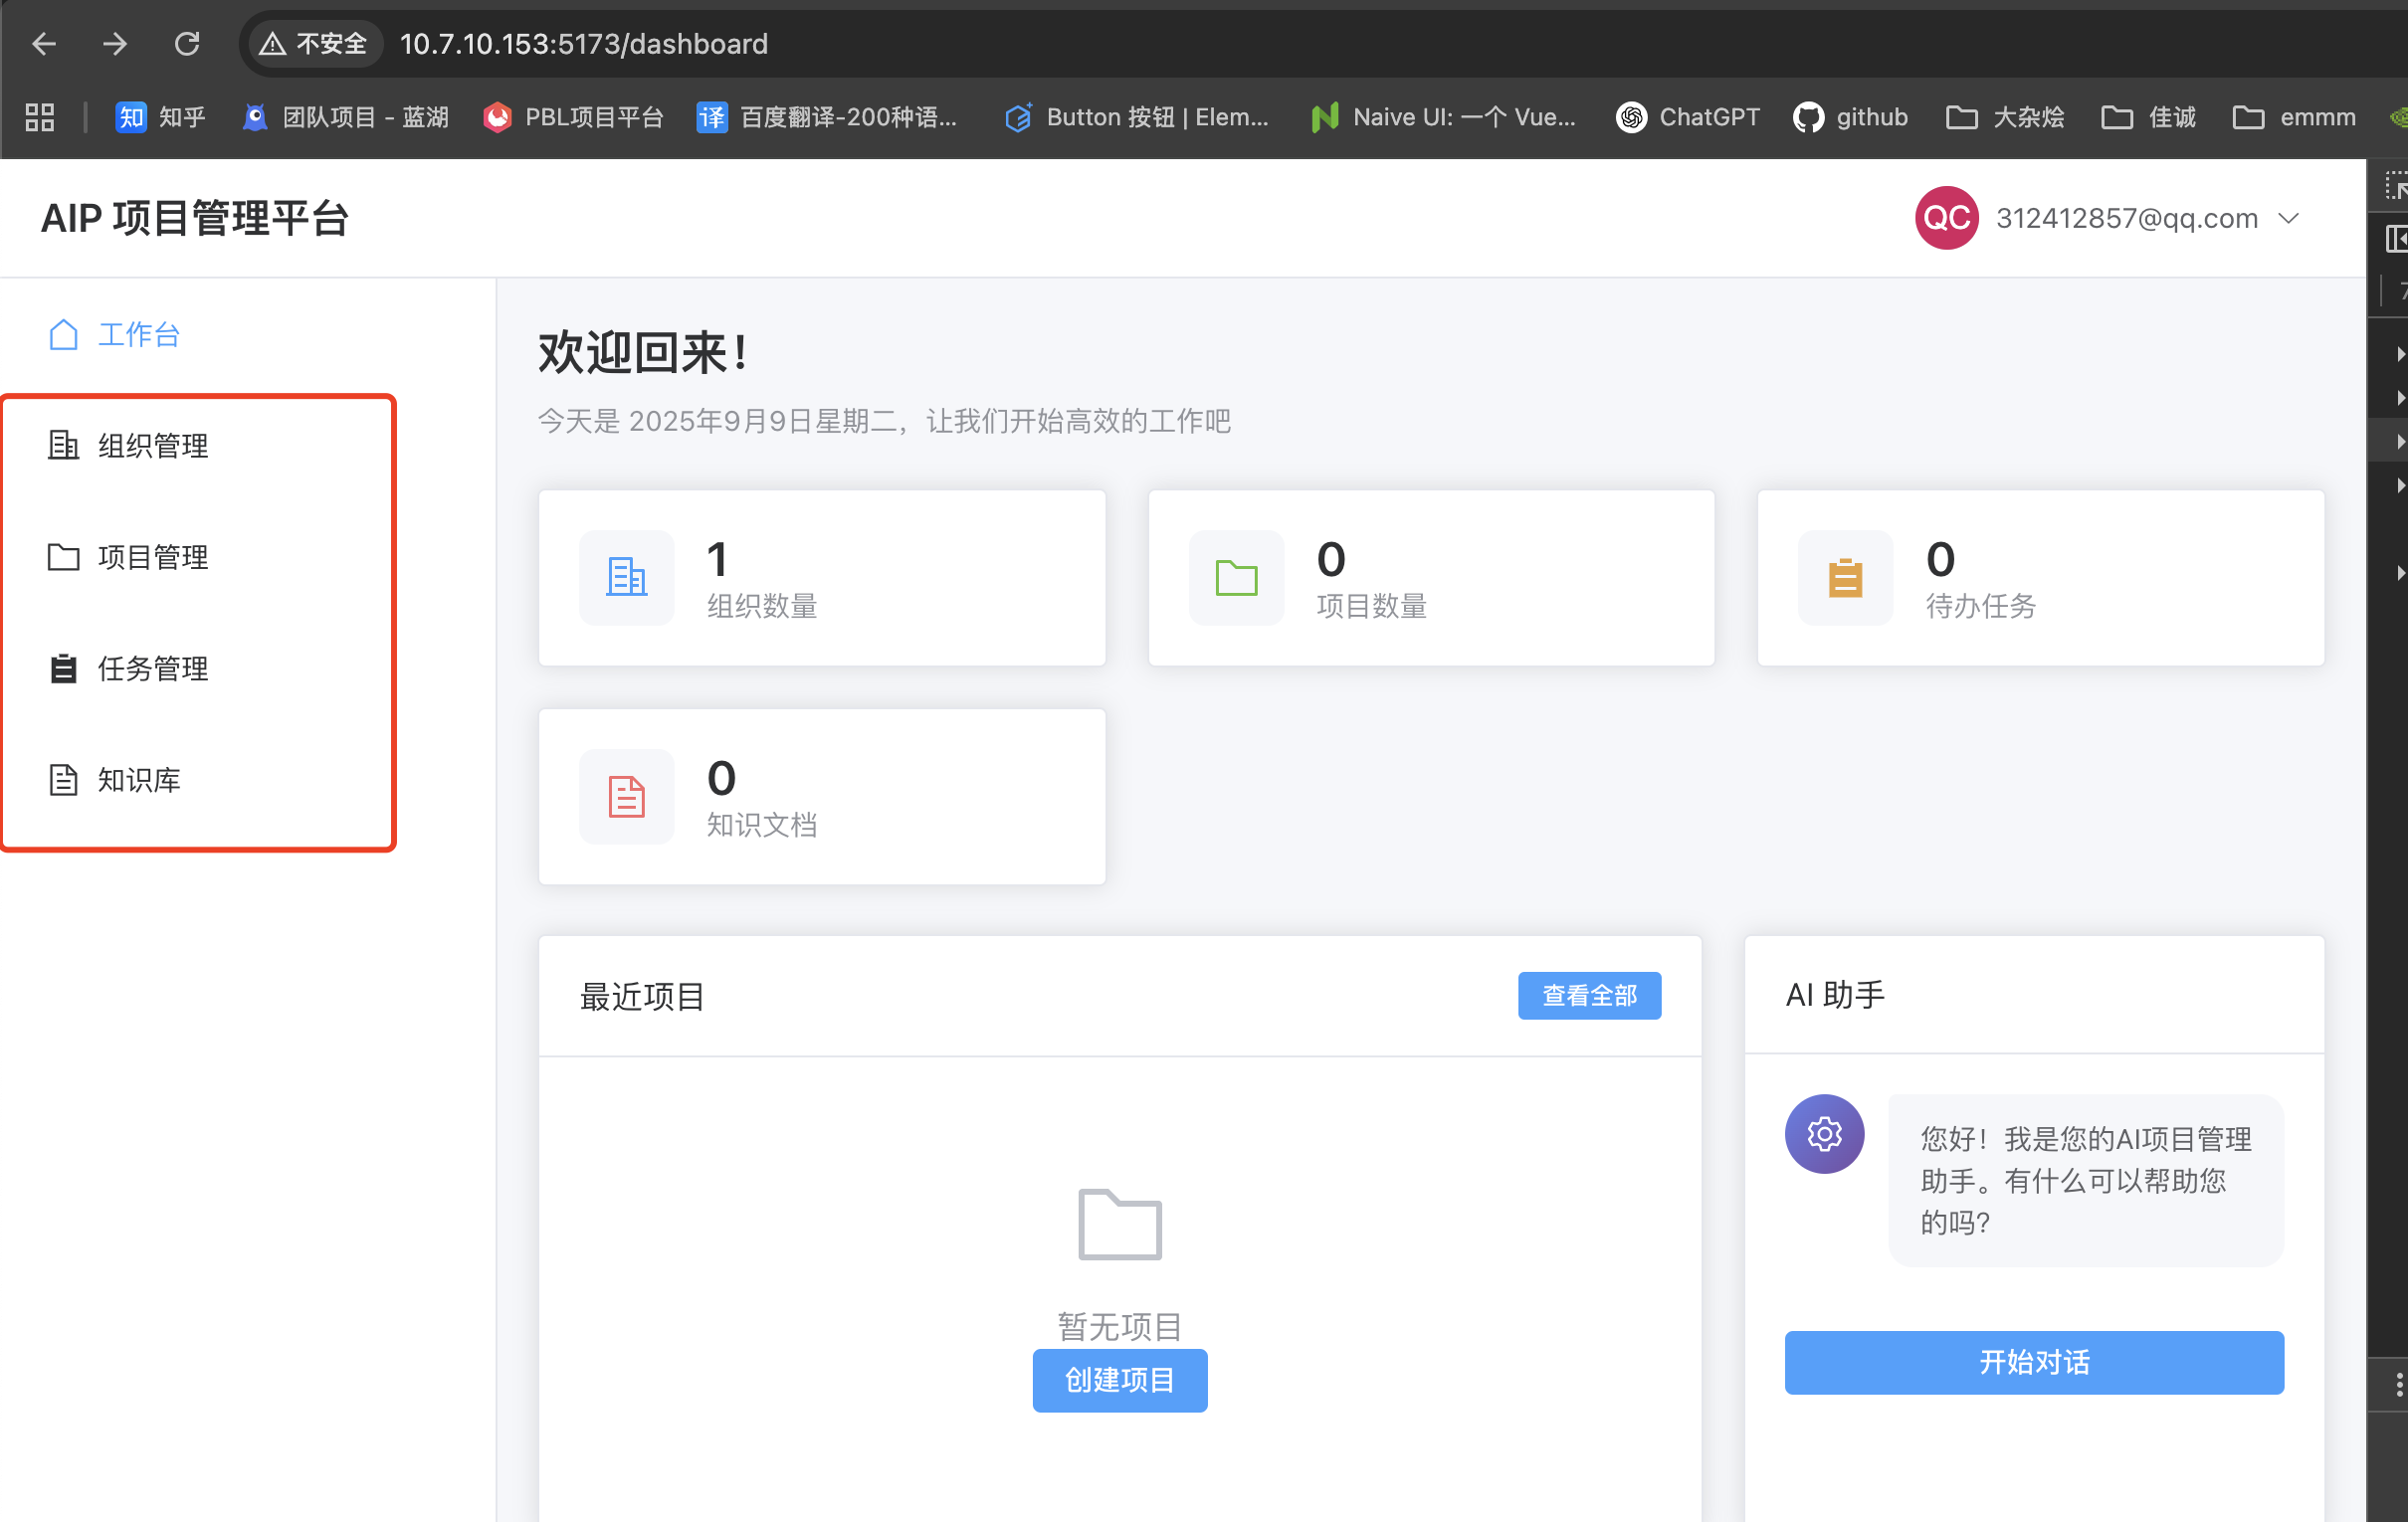 不安全 10.7.10.153:5173/dashboard
知 知乎 团队项目 - 蓝湖 PBL项目平台 译 百度翻译-200种语... Button 按钮 | Elem... Naive UI: 一个 Vue... ChatGPT github 大杂烩 佳诚 emmm
AIP 项目管理平台
QC 312412857@qq.com
工作台
组织管理
项目管理
任务管理
知识库
欢迎回来！
今天是 2025年9月9日星期二，让我们开始高效的工作吧
1
组织数量
0
项目数量
0
待办任务
0
知识文档
最近项目
查看全部
暂无项目
创建项目
AI 助手
您好！我是您的AI项目管理
助手。有什么可以帮助您
的吗？
开始对话